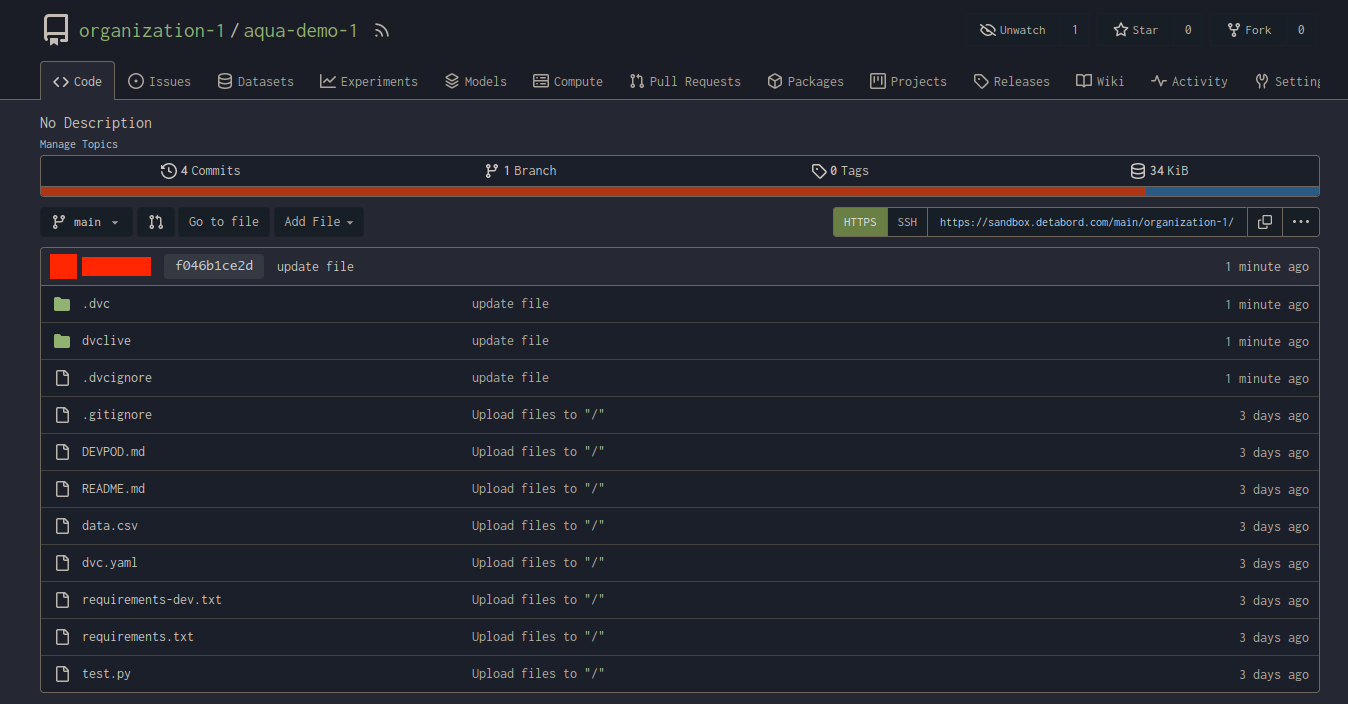 organization-1 / aqua-demo-1 Unwatch 1 Star 0 Fork 0
Code Issues Datasets Experiments Models Compute Pull Requests Packages Projects Releases Wiki Activity Setting
No Description
Manage Topics
4 Commits 1 Branch 0 Tags 34 KiB
main Go to file Add File HTTPS SSH https://sandbox.detabord.com/main/organization-1/
f046b1ce2d update file 1 minute ago
.dvc update file 1 minute ago
dvclive update file 1 minute ago
.dvcignore update file 1 minute ago
.gitignore Upload files to "/" 3 days ago
DEVPOD.md Upload files to "/" 3 days ago
README.md Upload files to "/" 3 days ago
data.csv Upload files to "/" 3 days ago
dvc.yaml Upload files to "/" 3 days ago
requirements-dev.txt Upload files to "/" 3 days ago
requirements.txt Upload files to "/" 3 days ago
test.py Upload files to "/" 3 days ago